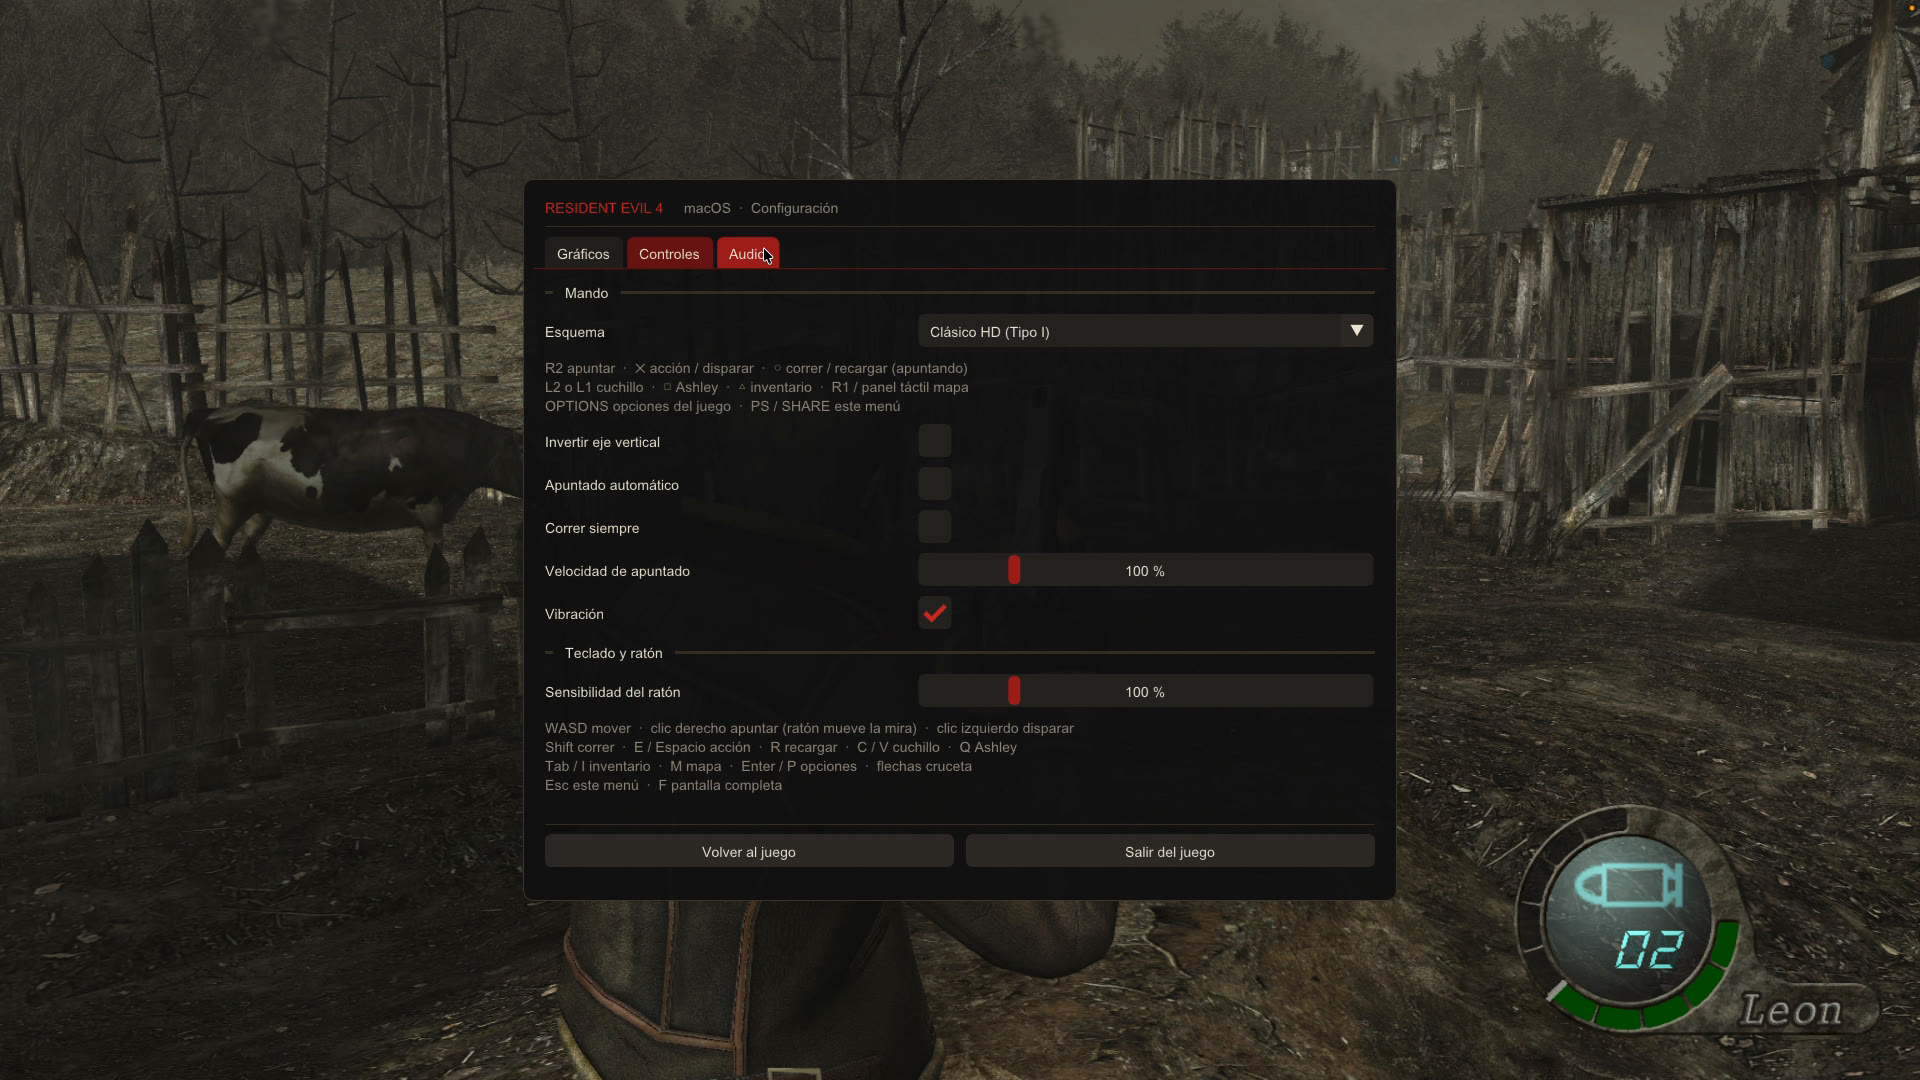 RESIDENT EVIL 4 macOS · Configuración
Gráficos Controles Audio
Mando
Esquema Clásico HD (Tipo I)
R2 apuntar · ✕ acción / disparar · ○ correr / recargar (apuntando)
L2 o L1 cuchillo · □ Ashley · △ inventario · R1 / panel táctil mapa
OPTIONS opciones del juego · PS / SHARE este menú
Invertir eje vertical
Apuntado automático
Correr siempre
Velocidad de apuntado 100 %
Vibración
Teclado y ratón
Sensibilidad del ratón 100 %
WASD mover · clic derecho apuntar (ratón mueve la mira) · clic izquierdo disparar
Shift correr · E / Espacio acción · R recargar · C / V cuchillo · Q Ashley
Tab / I inventario · M mapa · Enter / P opciones · flechas cruceta
Esc este menú · F pantalla completa
Volver al juego Salir del juego
02
Leon